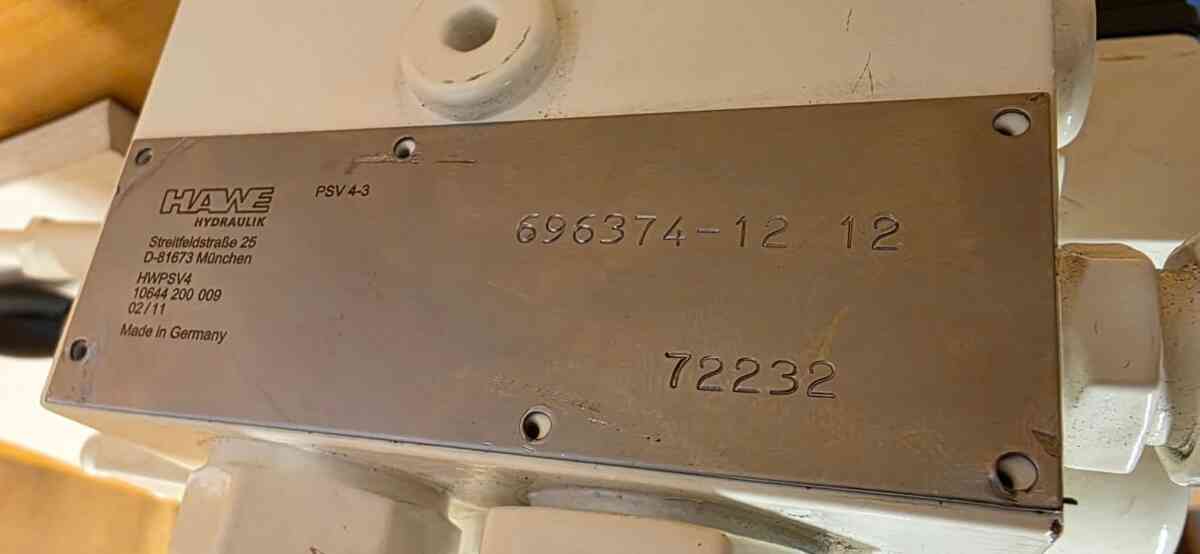 HAWE
HYDRAULIK
Streitfeldstraße 25
D-81673 München
HWPSV4
10644 200 009
02/11
Made in Germany
PSV 4-3
696374-12 12
72232